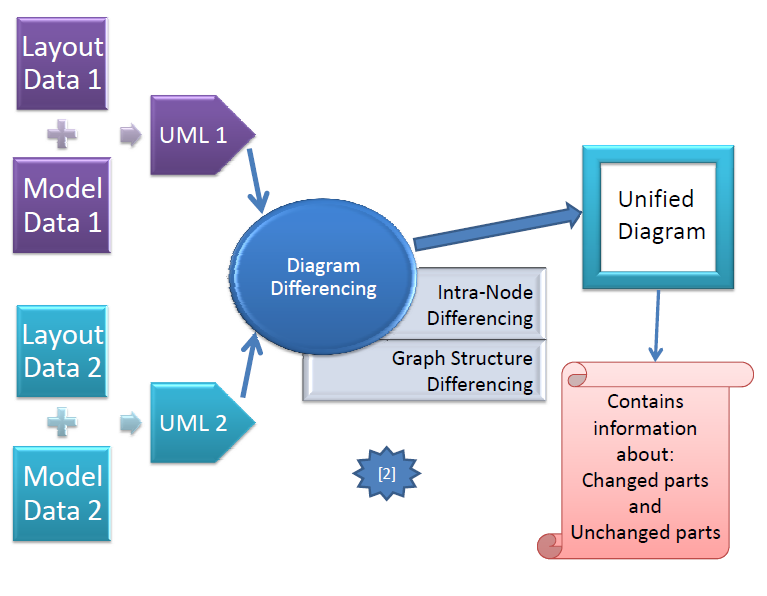 Layout
Data 1
Model
Data 1
UML 1
Layout
Data 2
Model
Data 2
UML 2
Diagram
Differencing
Intra-Node
Differencing
Graph Structure
Differencing
[2]
Unified
Diagram
Contains
information
about:
Changed parts
and
Unchanged parts